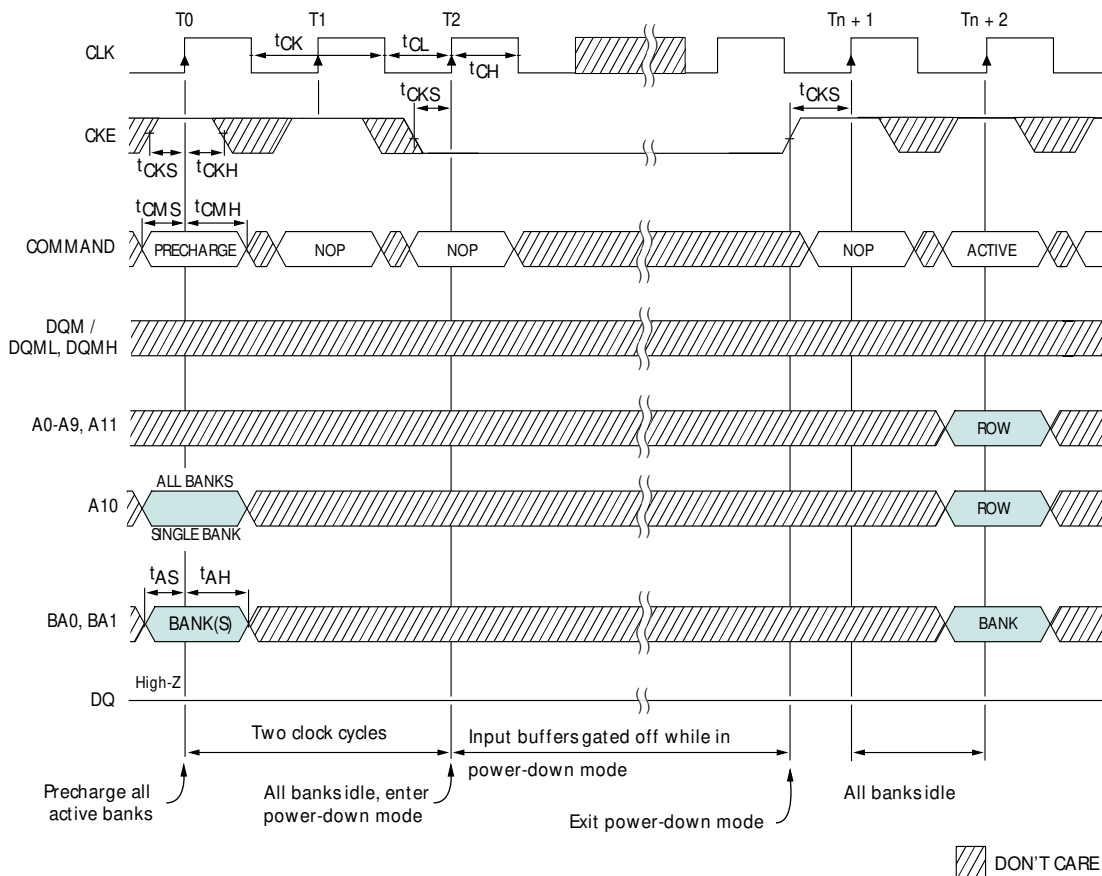 T0 T1 T2 Tn + 1 Tn + 2
CLK
tCK tCL
tCH
tCKS tCKS
CKE
tCKS tCKH
tCMS tCMH
COMMAND PRECHARGE NOP NOP NOP ACTIVE
DQM /
DQML, DQMH
A0-A9, A11 ROW
ALL BANKS
A10 ROW
SINGLE BANK
tAS tAH
BA0, BA1 BANK(S) BANK
High-Z
DQ
Two clock cycles
Input buffers gated off while in
power-down mode
Precharge all
active banks
All banks idle, enter
power-down mode
Exit power-down mode
All banks idle
DON'T CARE